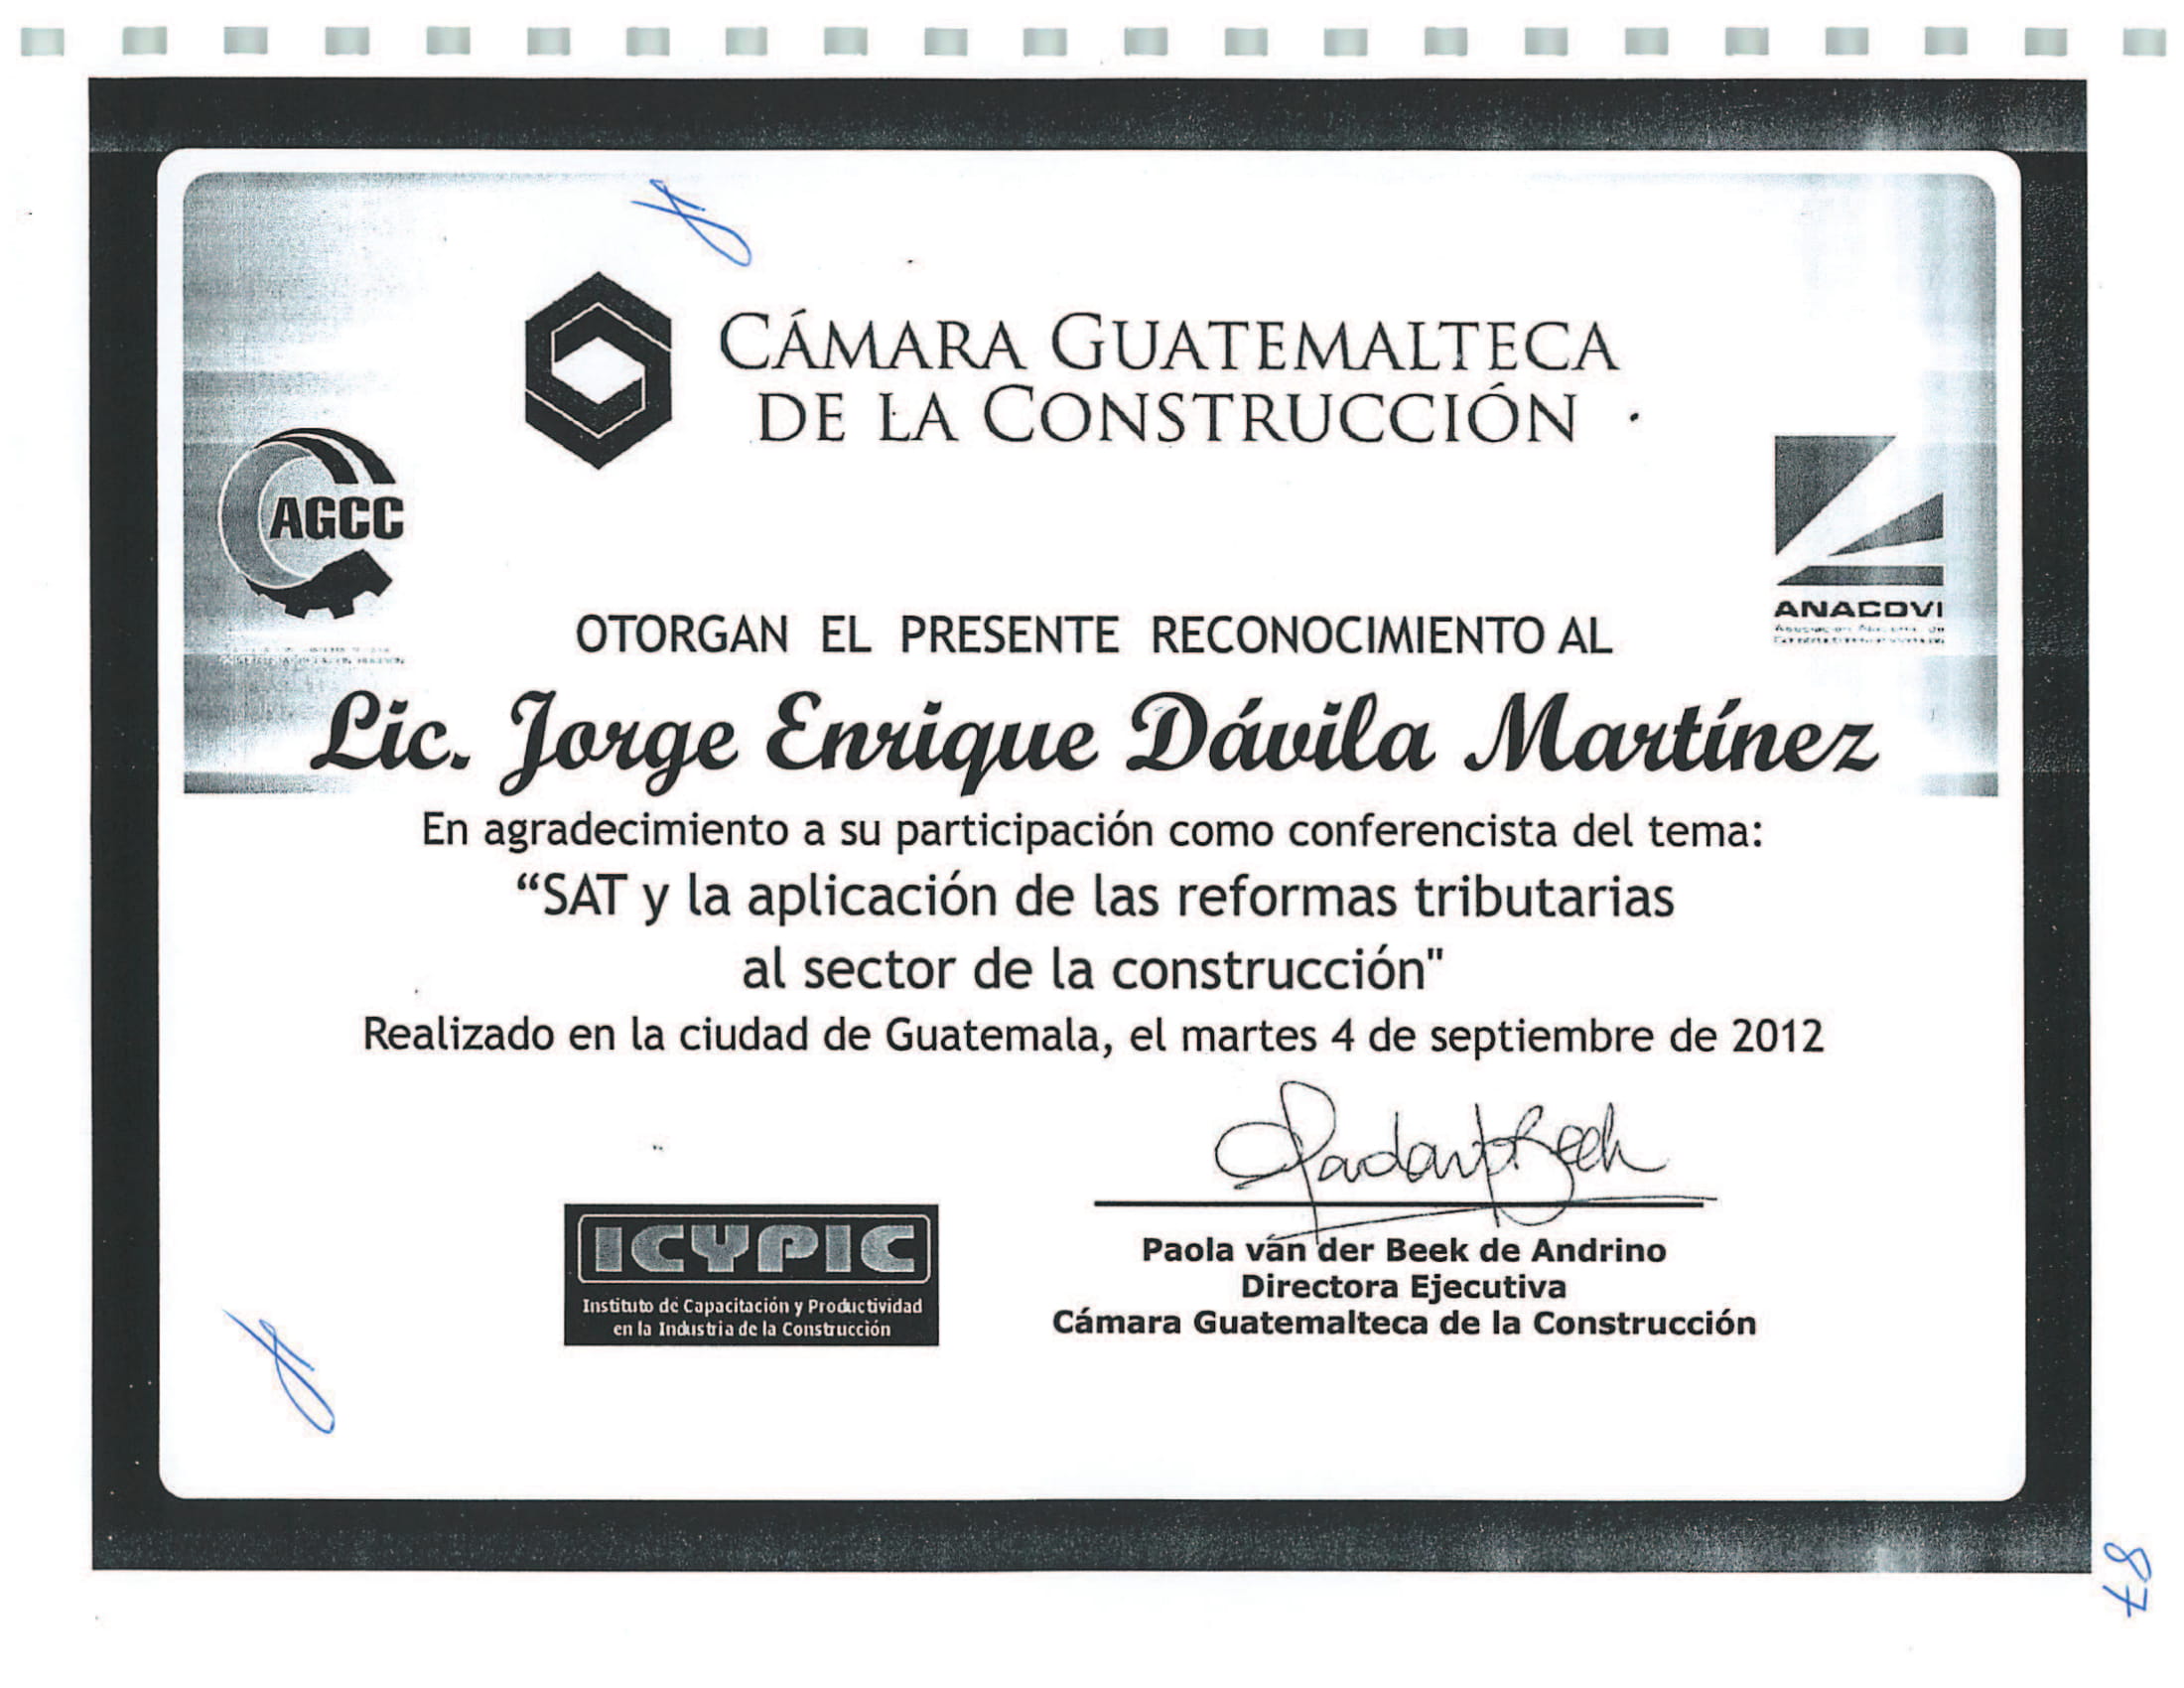 CÁMARA GUATEMALTECA
DE LA CONSTRUCCIÓN
AGCC
ANACOVI
OTORGAN EL PRESENTE RECONOCIMIENTO AL
Lic. Jorge Enrique Dávila Martínez
En agradecimiento a su participación como conferencista del tema:
“SAT y la aplicación de las reformas tributarias
al sector de la construcción"
Realizado en la ciudad de Guatemala, el martes 4 de septiembre de 2012
ICYPIC
Instituto de Capacitación y Productividad
en la Industria de la Construcción
Paola van der Beek de Andrino
Directora Ejecutiva
Cámara Guatemalteca de la Construcción
87